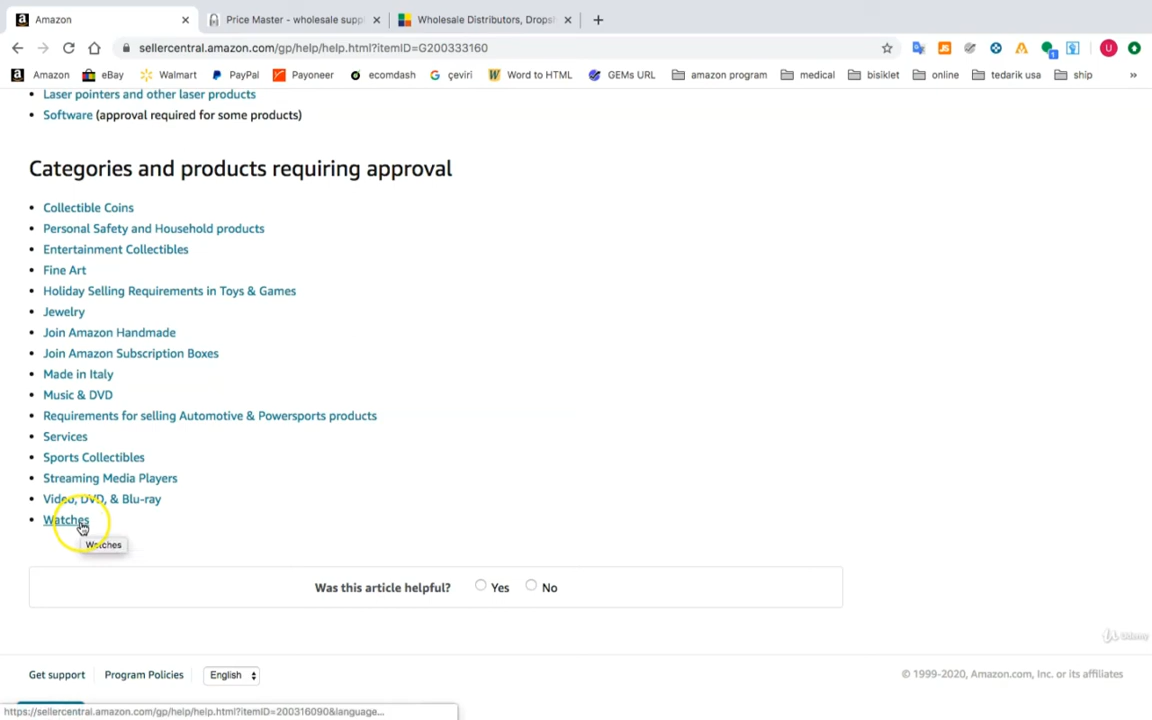 Amazon
Price Master - wholesale supp
Wholesale Distributors, Dropsh
sellercentral.amazon.com/gp/help/help.html?itemID=G200333160
Amazon eBay Walmart PayPal Payoneer ecomdash çeviri Word to HTML GEMs URL amazon program medical bisiklet online tedarik usa ship »
Laser pointers and other laser products
Software (approval required for some products)
Categories and products requiring approval
Collectible Coins
Personal Safety and Household products
Entertainment Collectibles
Fine Art
Holiday Selling Requirements in Toys & Games
Jewelry
Join Amazon Handmade
Join Amazon Subscription Boxes
Made in Italy
Music & DVD
Requirements for selling Automotive & Powersports products
Services
Sports Collectibles
Streaming Media Players
Video, DVD, & Blu-ray
Watches
Watches
Was this article helpful? Yes No
Udemy
Get support Program Policies English © 1999-2020, Amazon.com, Inc. or its affiliates
https://sellercentral.amazon.com/gp/help/help.html?itemID=200316090&language...